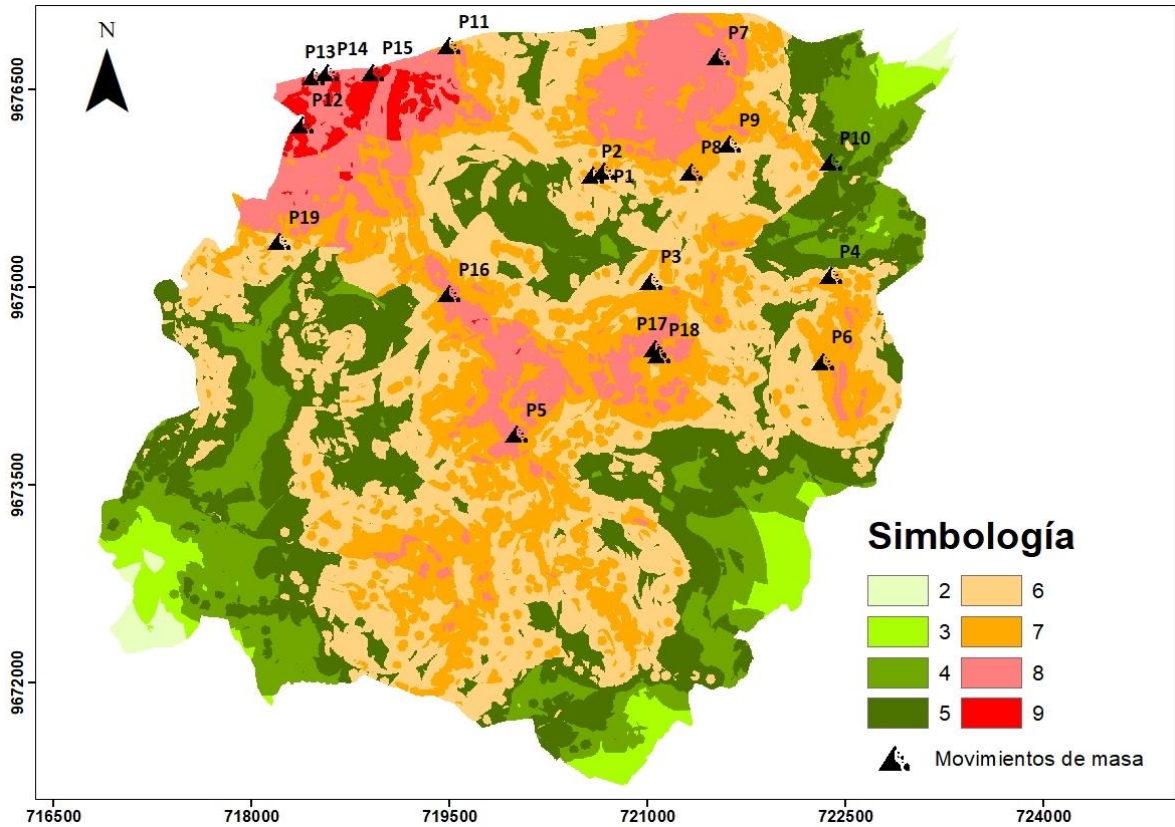 N
P11
P7
P13 P14 P15
9676500
P12
P9
P2
P8
P10
P1
P19
9675000
P3
P4
P16
P17
P18
P6
P5
9673500
Simbología
2 6
3 7
4 8
5 9
Movimientos de masa
9672000
716500 718000 719500 721000 722500 724000